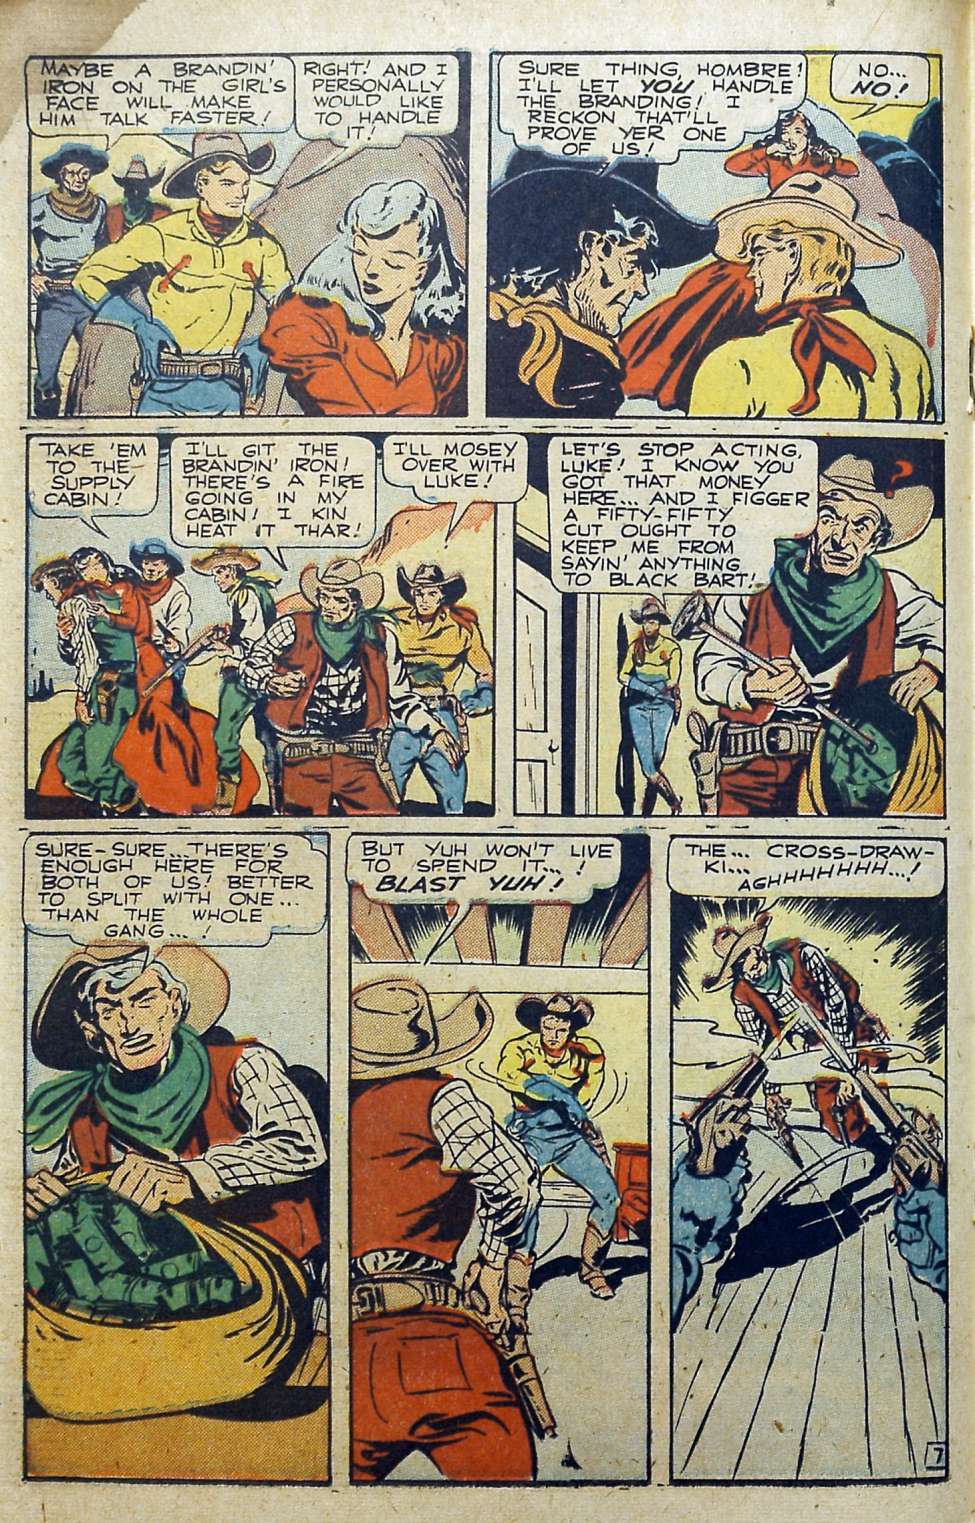 MAYBE A BRANDIN'
IRON ON THE GIRL'S
FACE WILL MAKE
HIM TALK FASTER!
RIGHT! AND I
PERSONALLY
WOULD LIKE
TO HANDLE
IT!
SURE THING, HOMBRE!
I'LL LET YOU HANDLE
THE BRANDING! I
RECKON THAT'LL
PROVE YER ONE
OF US!
NO...
NO!
TAKE 'EM
TO THE
SUPPLY
CABIN!
I'LL GIT THE
BRANDIN' IRON!
THERE'S A FIRE
GOING IN MY
CABIN! I KIN
HEAT IT THAR!
I'LL MOSEY
OVER WITH
LUKE!
LET'S STOP ACTING,
LUKE! I KNOW YOU
GOT THAT MONEY
HERE... AND I FIGGER
A FIFTY-FIFTY
CUT OUGHT TO
KEEP ME FROM
SAYIN' ANYTHING
TO BLACK BART!
?
SURE-SURE... THERE'S
ENOUGH HERE FOR
BOTH OF US! BETTER
TO SPLIT WITH ONE...
THAN THE WHOLE
GANG...!
BUT YUH WON'T LIVE
TO SPEND IT...!
BLAST YUH!
THE... CROSS-DRAW-
KI... AGHHHHHHH...!
7